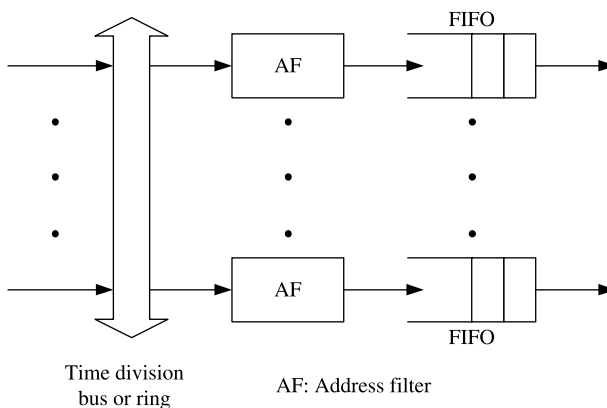 FIFO
AF
AF
FIFO
Time division
bus or ring
AF: Address filter